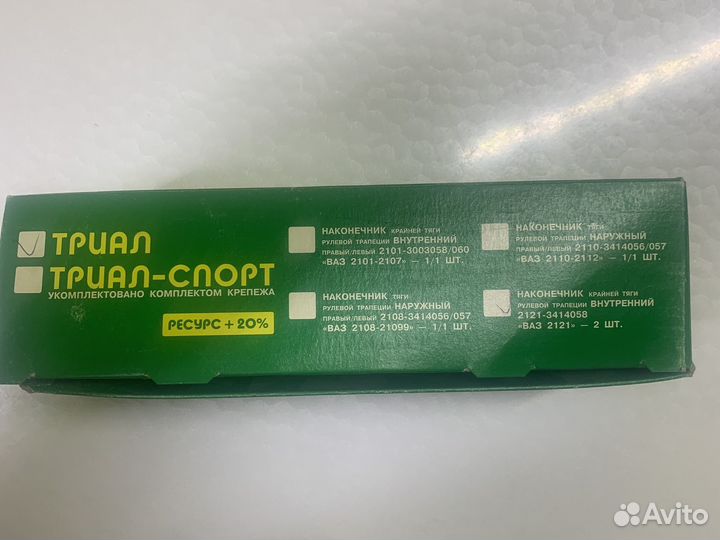 ТРИАЛ
ТРИАЛ-СПОРТ
УКОМПЛЕКТОВАНО КОМПЛЕКТОМ КРЕПЕЖА
РЕСУРС + 20%
НАКОНЕЧНИК КРАЙНЕЙ ТЯГИ
РУЛЕВОЙ ТРАПЕЦИИ ВНУТРЕННИЙ
ПРАВЫЙ/ЛЕВЫЙ 2101-3003058/060
«ВАЗ 2101-2107» — 1/1 ШТ.
НАКОНЕЧНИК ТЯГИ
РУЛЕВОЙ ТРАПЕЦИИ НАРУЖНЫЙ
ПРАВЫЙ/ЛЕВЫЙ 2108-3414056/057
«ВАЗ 2108-21099» — 1/1 ШТ.
НАКОНЕЧНИК ТЯГИ
РУЛЕВОЙ ТРАПЕЦИИ НАРУЖНЫЙ
ПРАВЫЙ/ЛЕВЫЙ 2110-3414056/057
«ВАЗ 2110-2112» — 1/1 ШТ.
НАКОНЕЧНИК КРАЙНЕЙ ТЯГИ
РУЛЕВОЙ ТРАПЕЦИИ ВНУТРЕННИЙ
2121-3414058
«ВАЗ 2121» — 2 ШТ.
Avito